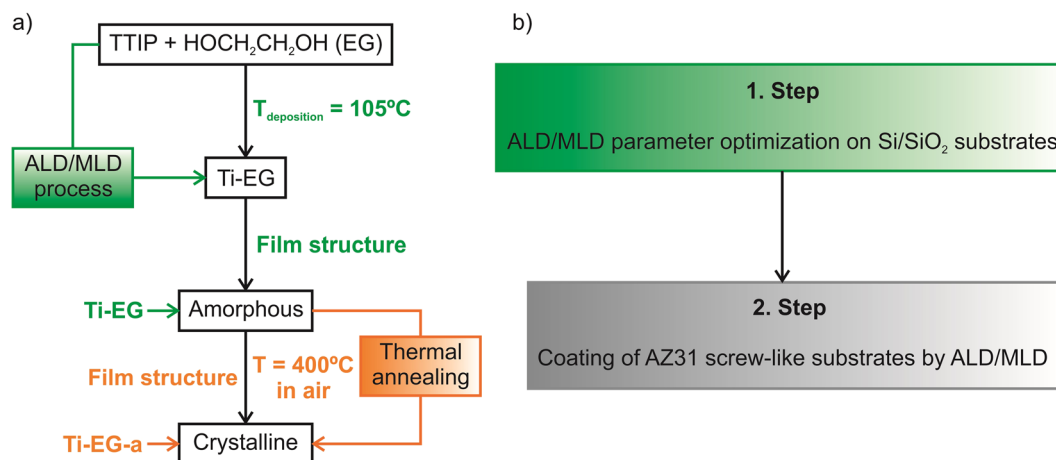 a)
TTIP + HOCH₂CH₂OH (EG)
T_deposition = 105ºC
ALD/MLD
process
Ti-EG
Film structure
Ti-EG
Amorphous
Film structure
T = 400ºC
in air
Thermal
annealing
Ti-EG-a
Crystalline
b)
1. Step
ALD/MLD parameter optimization on Si/SiO₂ substrates
2. Step
Coating of AZ31 screw-like substrates by ALD/MLD